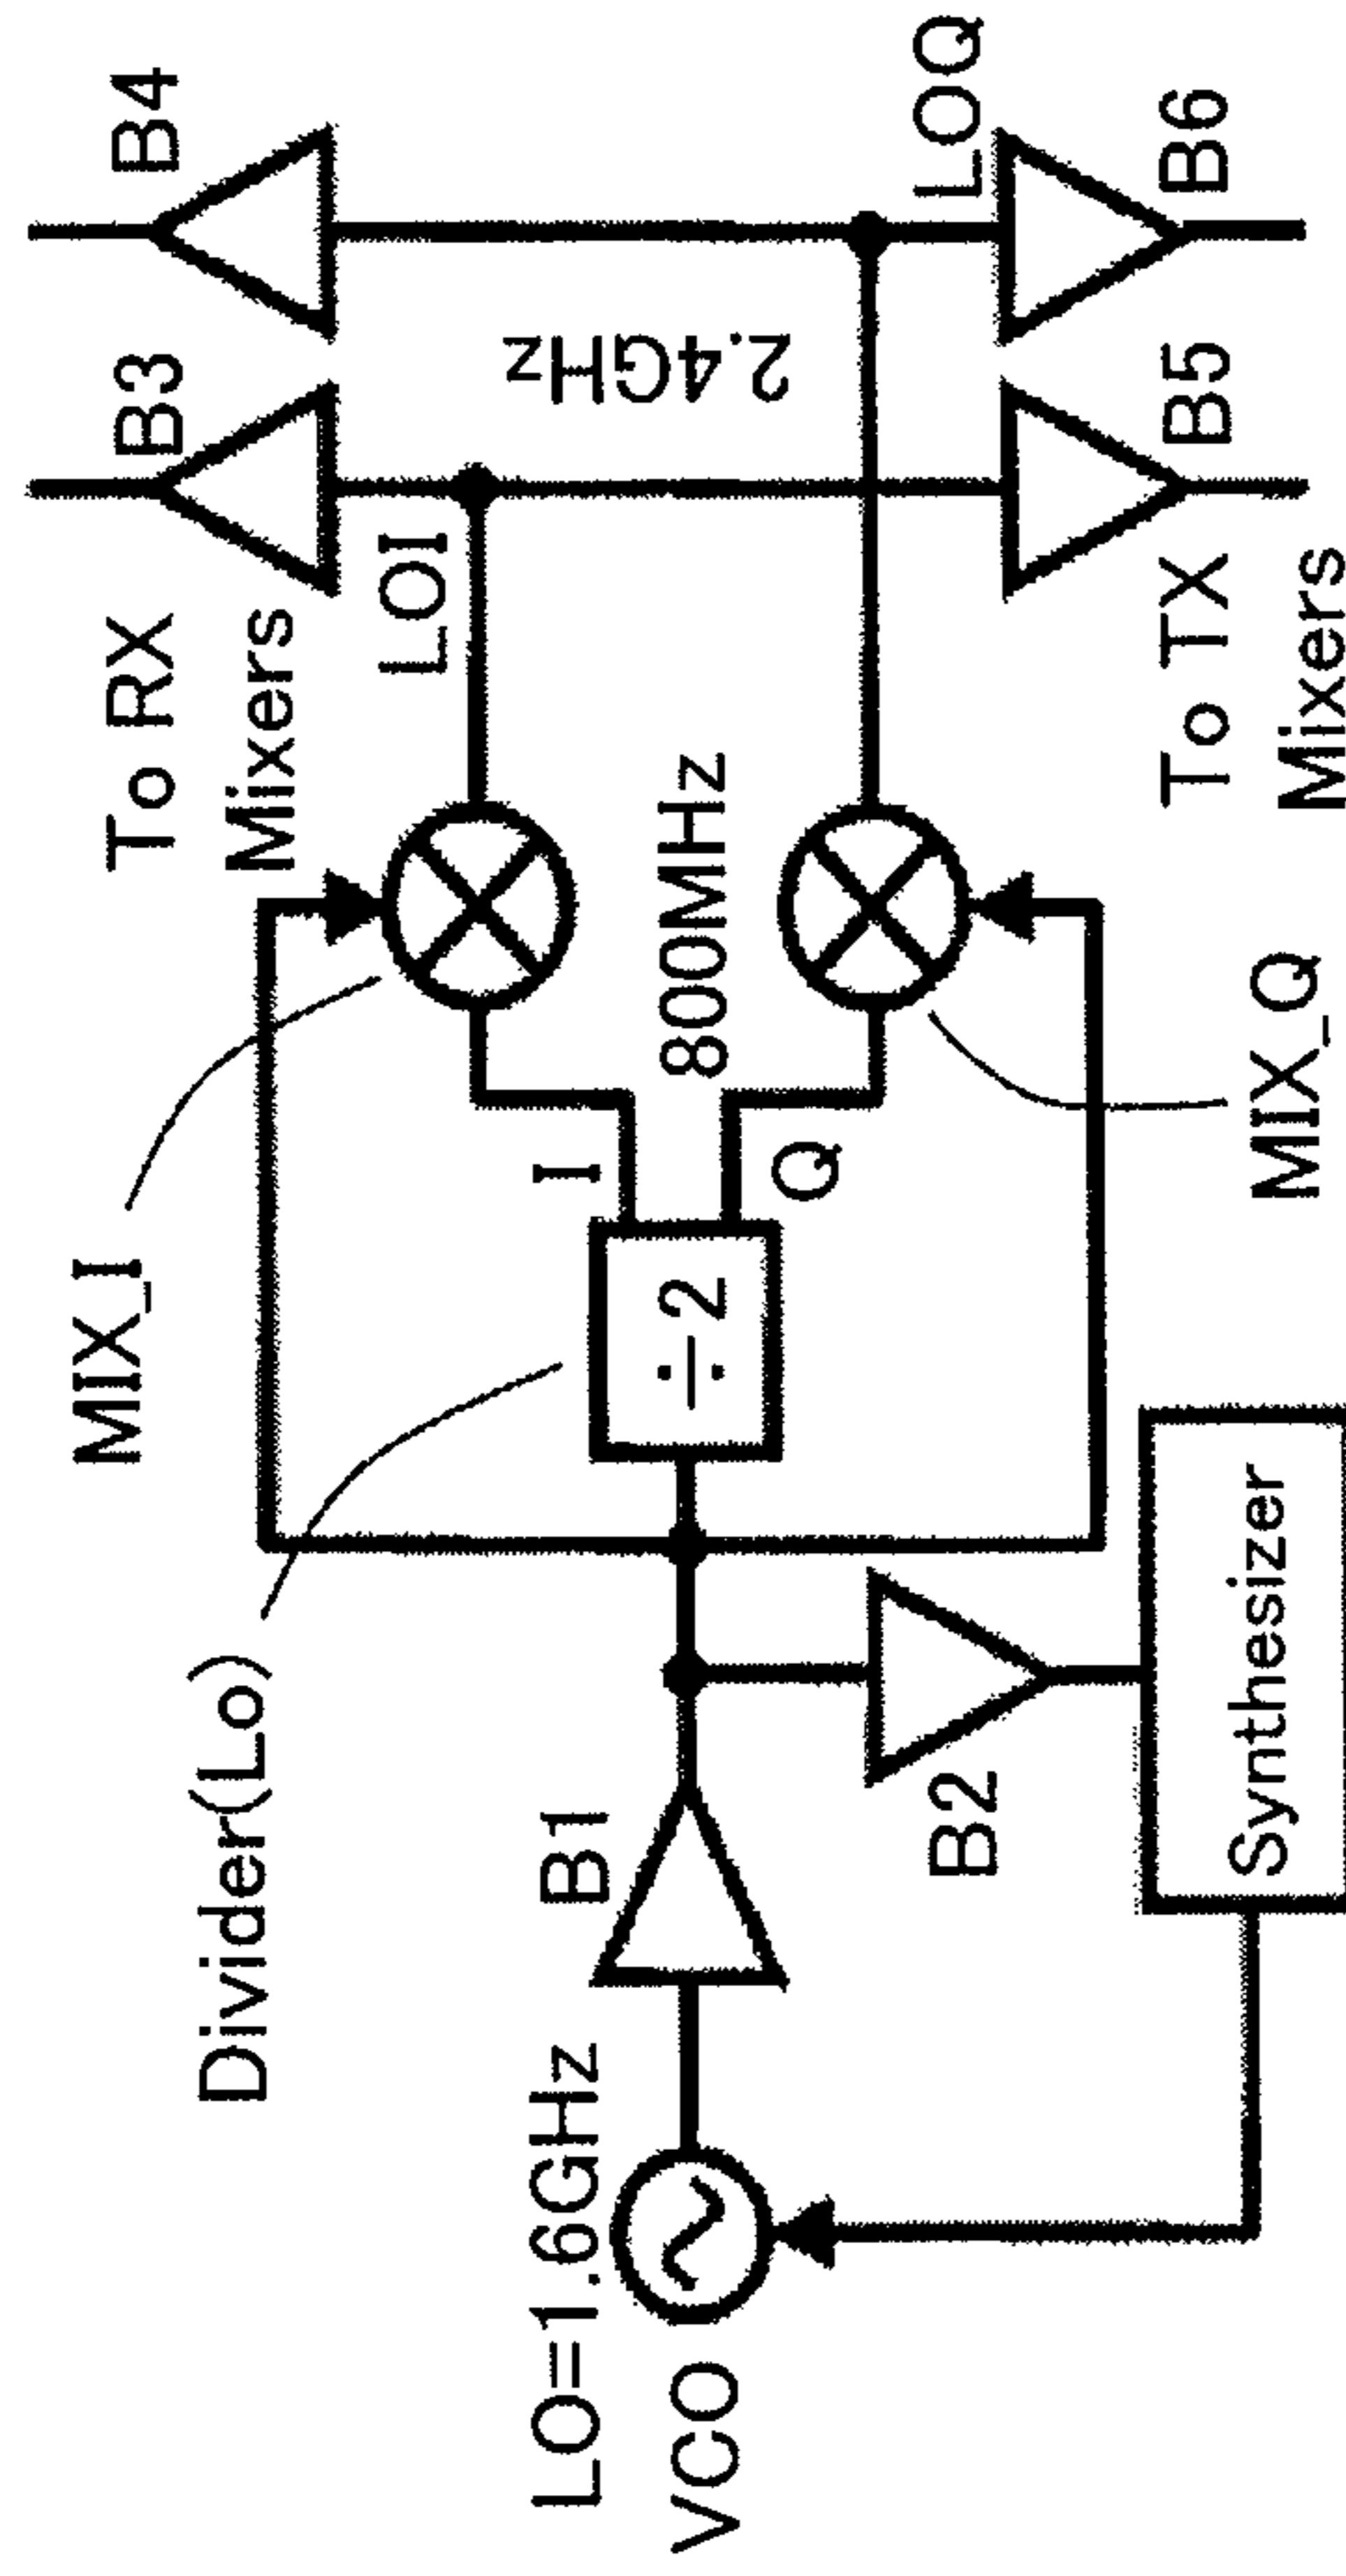 To RX
Mixers
B3
B4
MIX_I
LOI
Divider(Lo)
I
2.4GHz
LO=1.6GHz
B1
÷2
800MHz
VCO
Q
LOQ
B2
MIX_Q
To TX
Mixers
B5
B6
Synthesizer